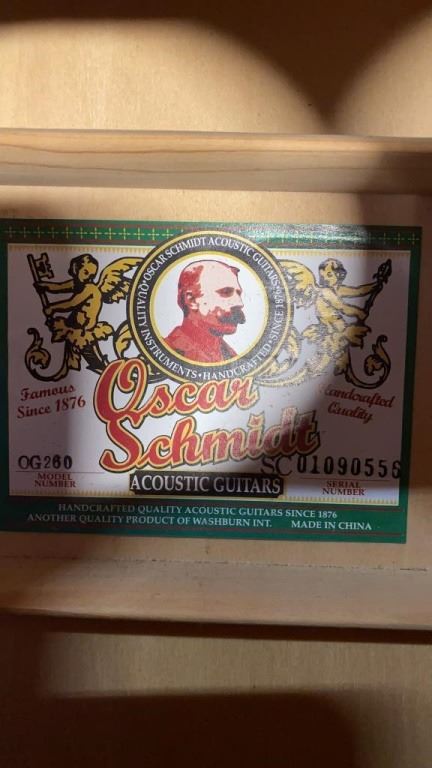 OSCAR SCHMIDT ACOUSTIC GUITARS • SINCE 1876 • HANDCRAFTED • QUALITY INSTRUMENTS •
Famous
Since 1876
Handcrafted
Quality
Oscar
Schmidt
OG260
MODEL
NUMBER
ACOUSTIC GUITARS
SC01090556
SERIAL
NUMBER
HANDCRAFTED QUALITY ACOUSTIC GUITARS SINCE 1876
ANOTHER QUALITY PRODUCT OF WASHBURN INT. MADE IN CHINA